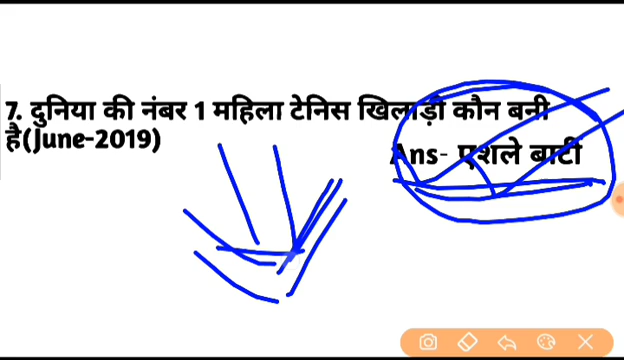 7. दुनिया की नंबर 1 महिला टेनिस खिलाड़ी कौन बनी
है(June-2019)
Ans- एशले बाटी